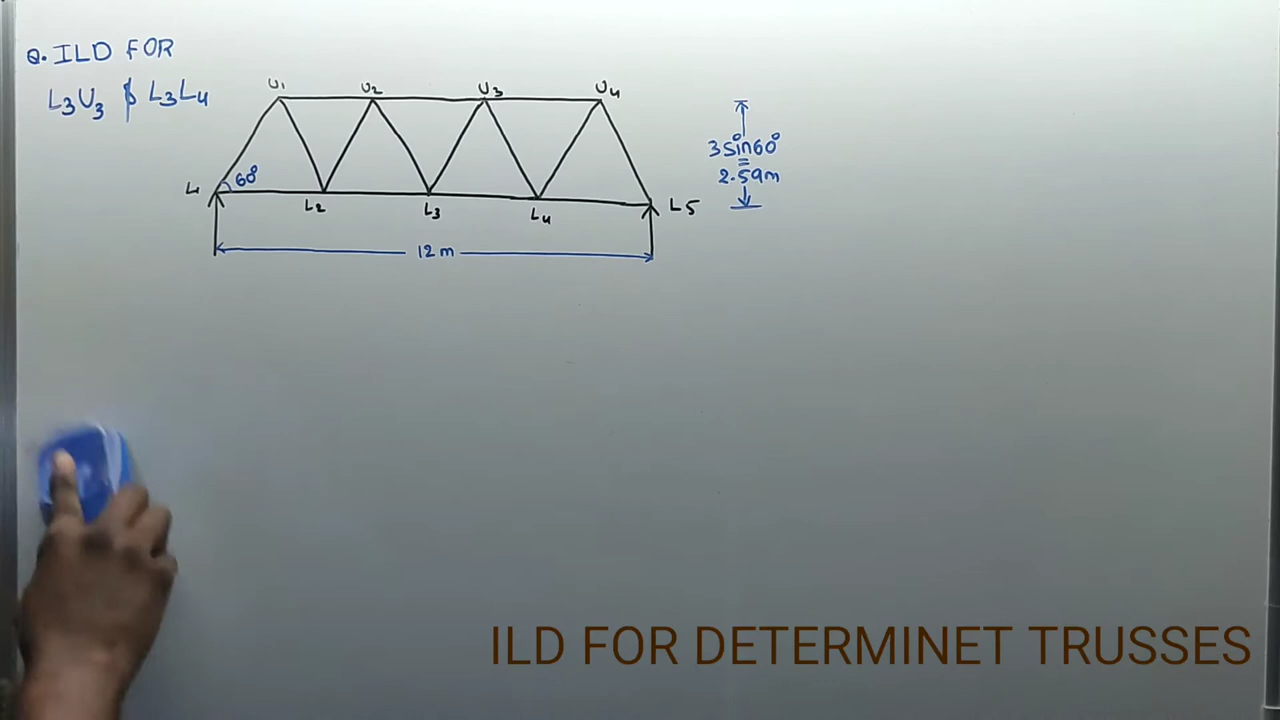 Q. ILD FOR
L3U3 & L3L4
U1 U2 U3 U4
60°
L1 L2 L3 L4 L5
12m
3sin60°
=
2.59m
ILD FOR DETERMINET TRUSSES